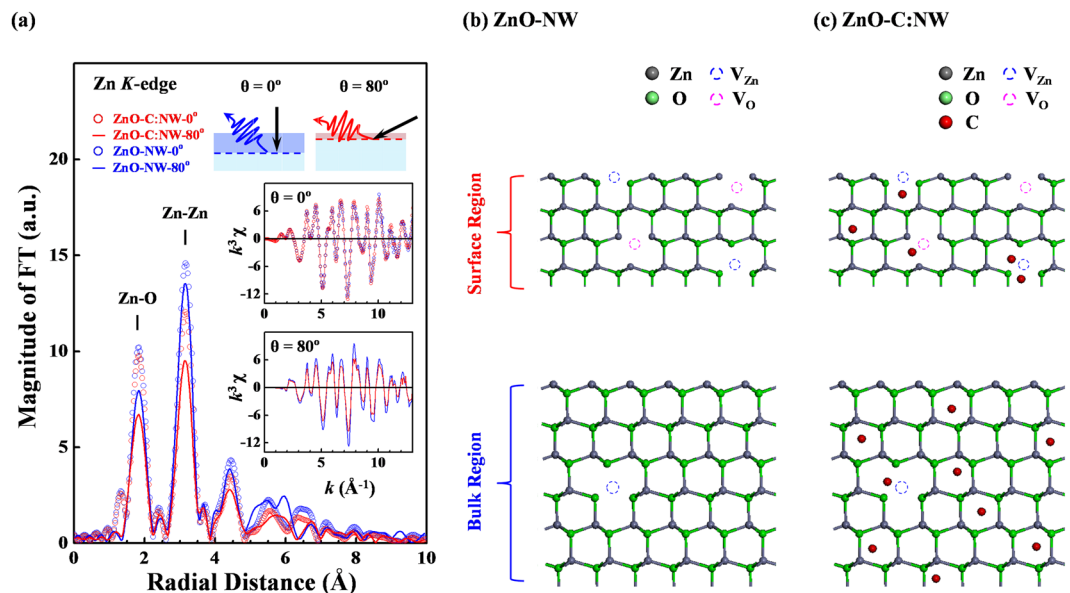 (a)
(b) ZnO-NW
(c) ZnO-C:NW
Zn K-edge
θ = 0°
θ = 80°
ZnO-C:NW-0°
ZnO-C:NW-80°
ZnO-NW-0°
ZnO-NW-80°
Zn-O
Zn-Zn
Magnitude of FT (a.u.)
20
15
10
5
0
0 2 4 6 8 10
Radial Distance (Å)
θ = 0°
k³ χ
6
0
-6
-12
0 5 10
θ = 80°
k³ χ
6
0
-6
-12
0 5 10
k (Å⁻¹)
Zn V_Zn
O V_O
Zn V_Zn
O V_O
C
Surface Region
Bulk Region